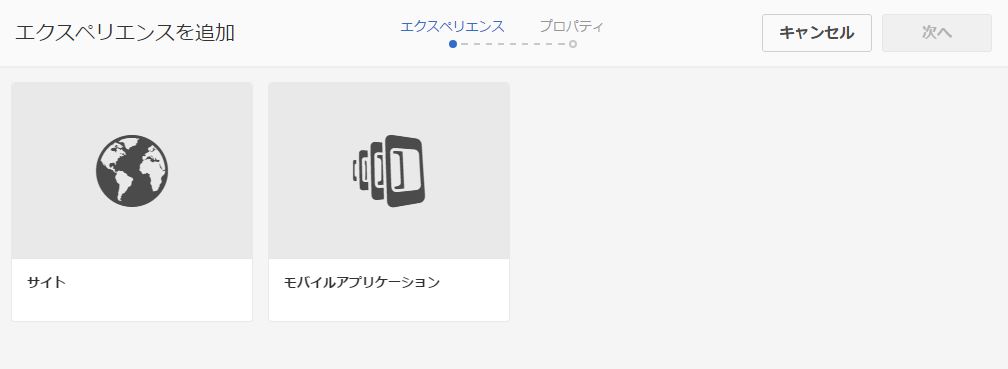 エクスペリエンスを追加
エクスペリエンス
プロパティ
キャンセル
次へ
サイト
モバイルアプリケーション